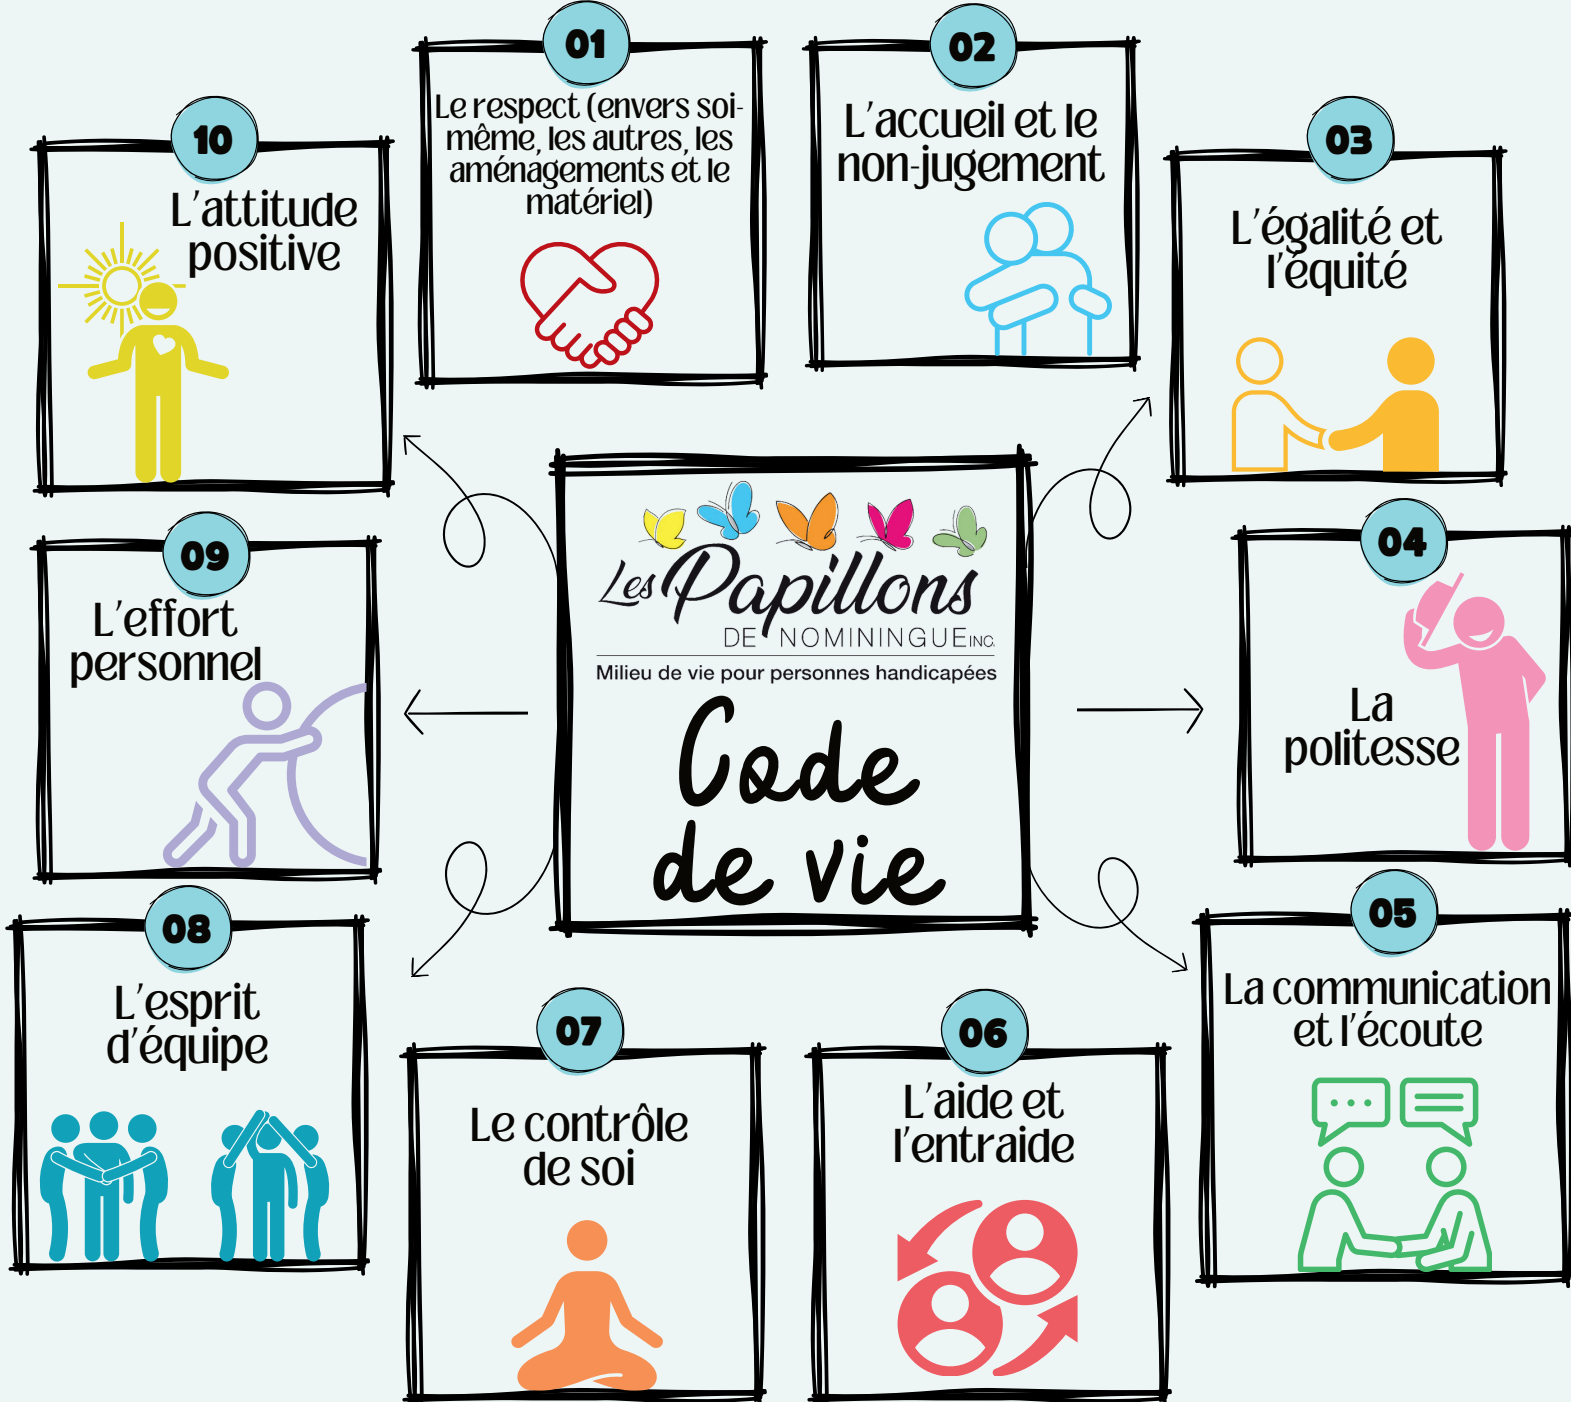 01
Le respect (envers soi-
même, les autres, les
aménagements et le
matériel)
02
L'accueil et le
non-jugement
03
L'égalité et
l'équité
04
La
politesse
05
La communication
et l'écoute
06
L'aide et
l'entraide
07
Le contrôle
de soi
08
L'esprit
d'équipe
09
L'effort
personnel
10
L'attitude
positive
Les Papillons
DE NOMININGUE INC.
Milieu de vie pour personnes handicapées
Code
de vie